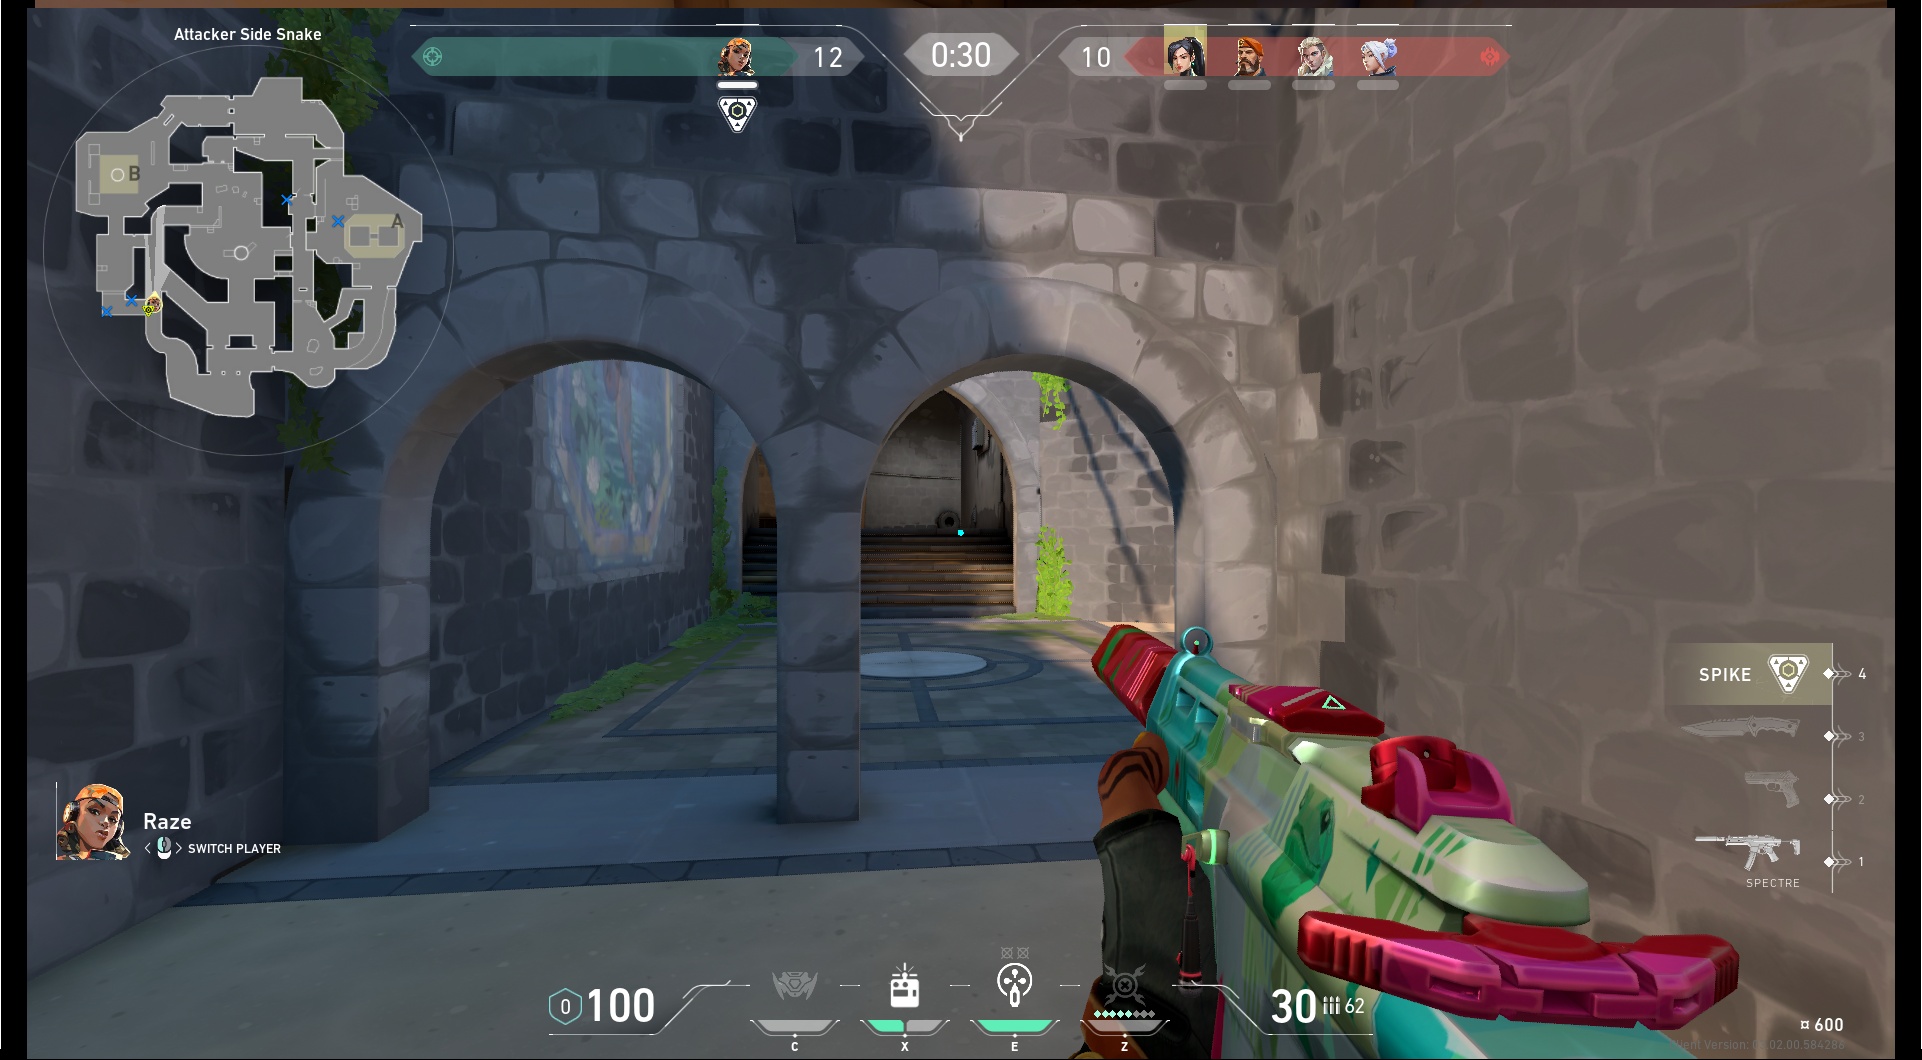 Attacker Side Snake
12
0:30
10
B
A
SPIKE
4
3
2
1
SPECTRE
Raze
< > SWITCH PLAYER
0 100
30 62
C
X
E
Z
¤ 600